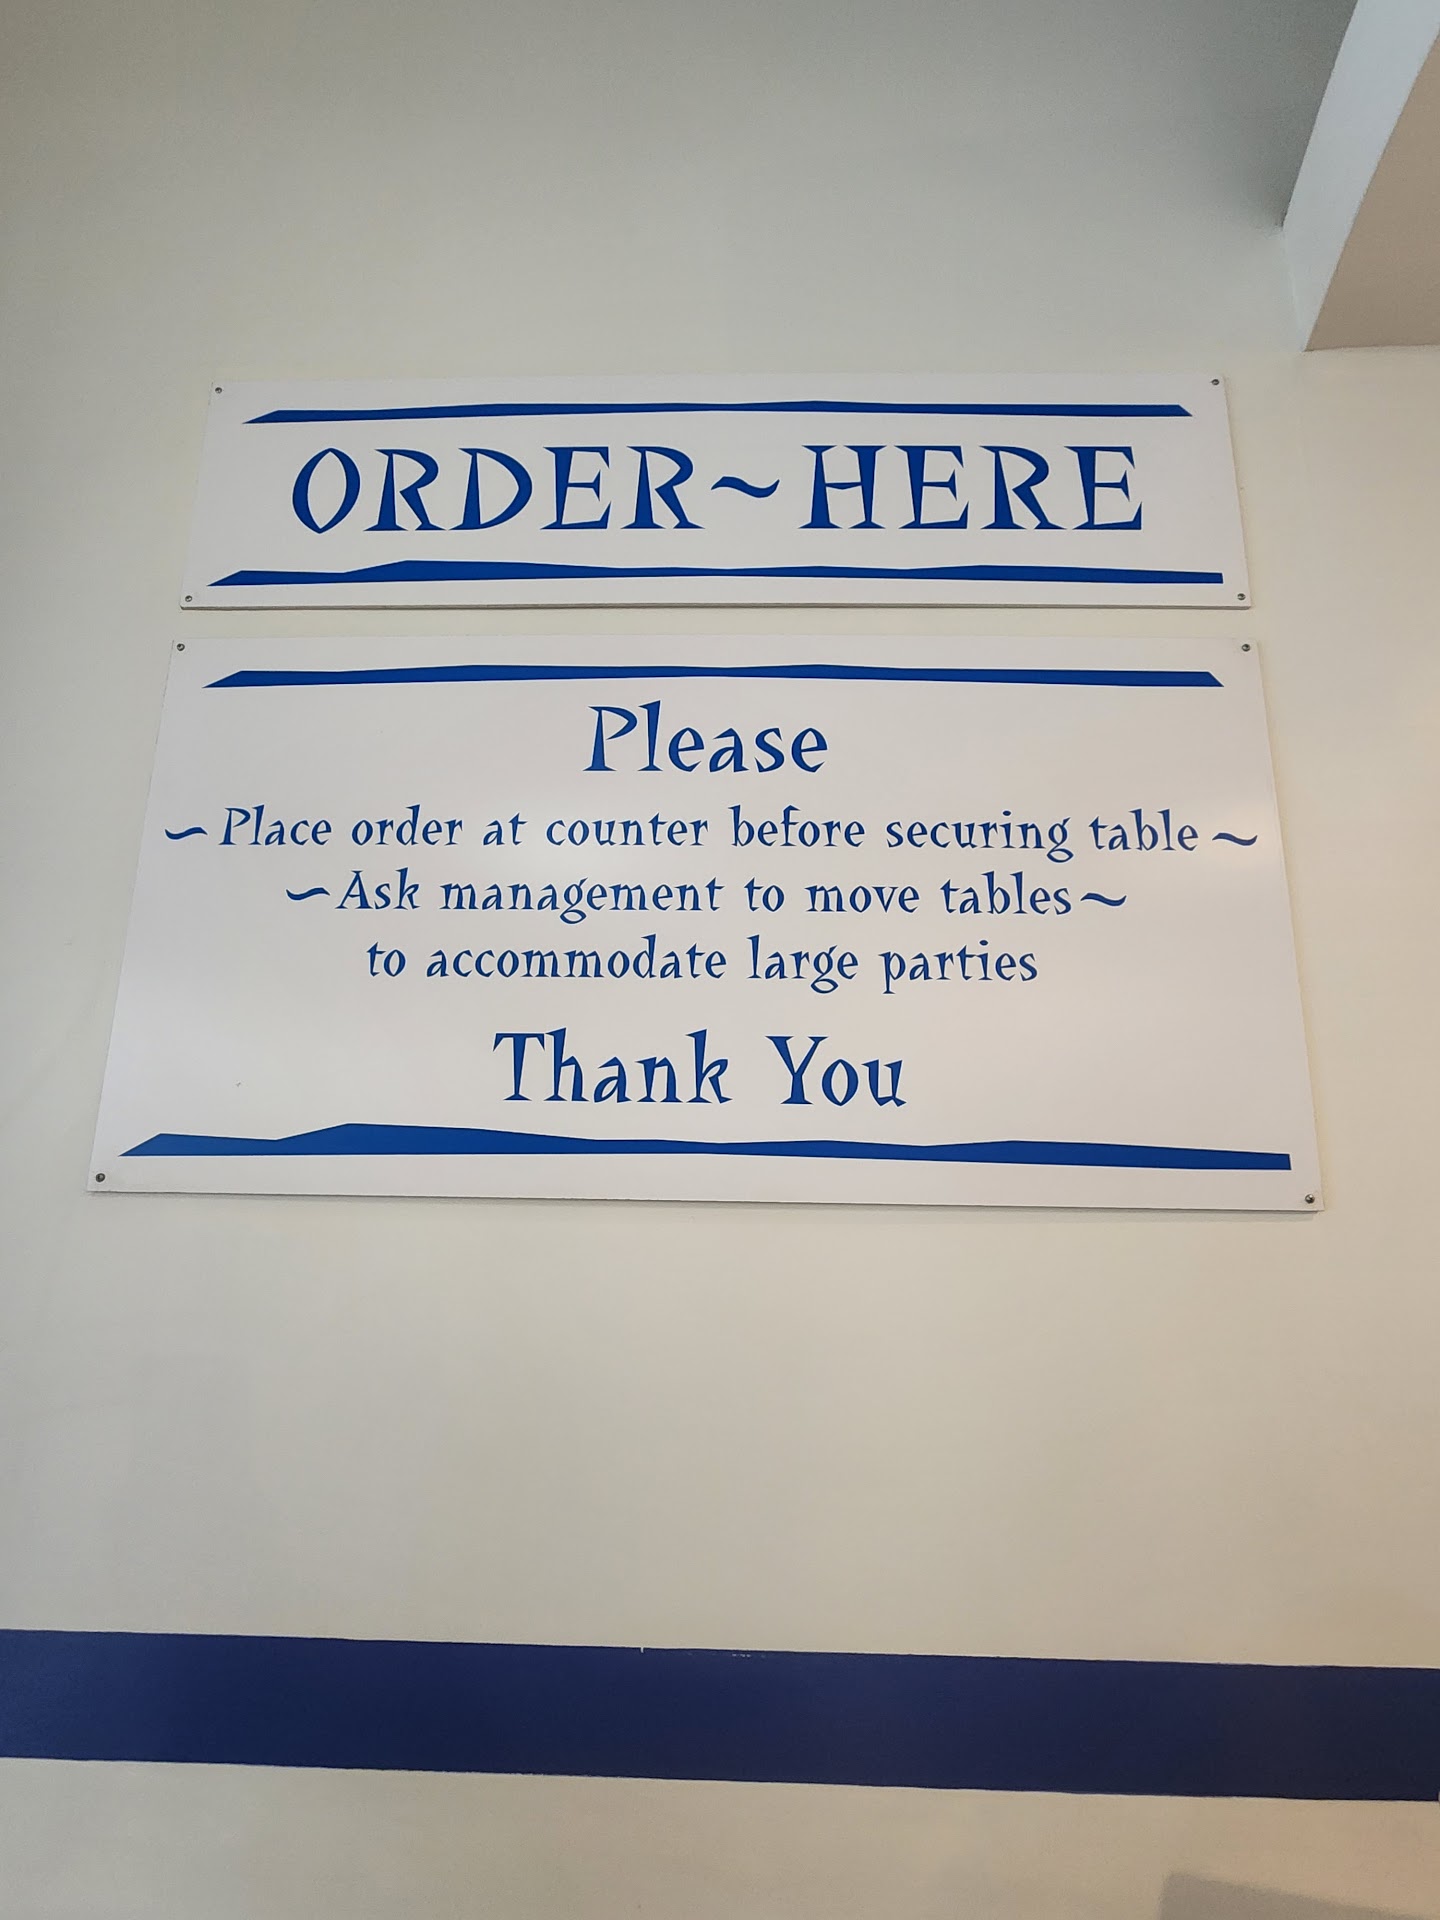 ORDER~HERE
Please
~Place order at counter before securing table~
~Ask management to move tables~
to accommodate large parties
Thank You